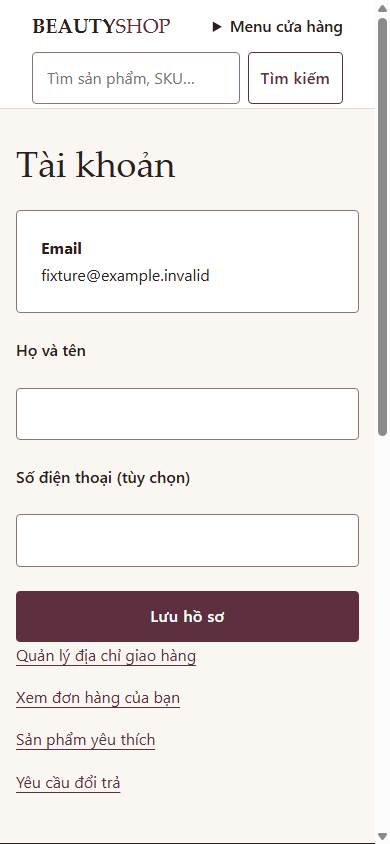 BEAUTYSHOP
Menu cửa hàng
Tìm sản phẩm, SKU...
Tìm kiếm
Tài khoản
Email
fixture@example.invalid
Họ và tên
Số điện thoại (tùy chọn)
Lưu hồ sơ
Quản lý địa chỉ giao hàng
Xem đơn hàng của bạn
Sản phẩm yêu thích
Yêu cầu đổi trả